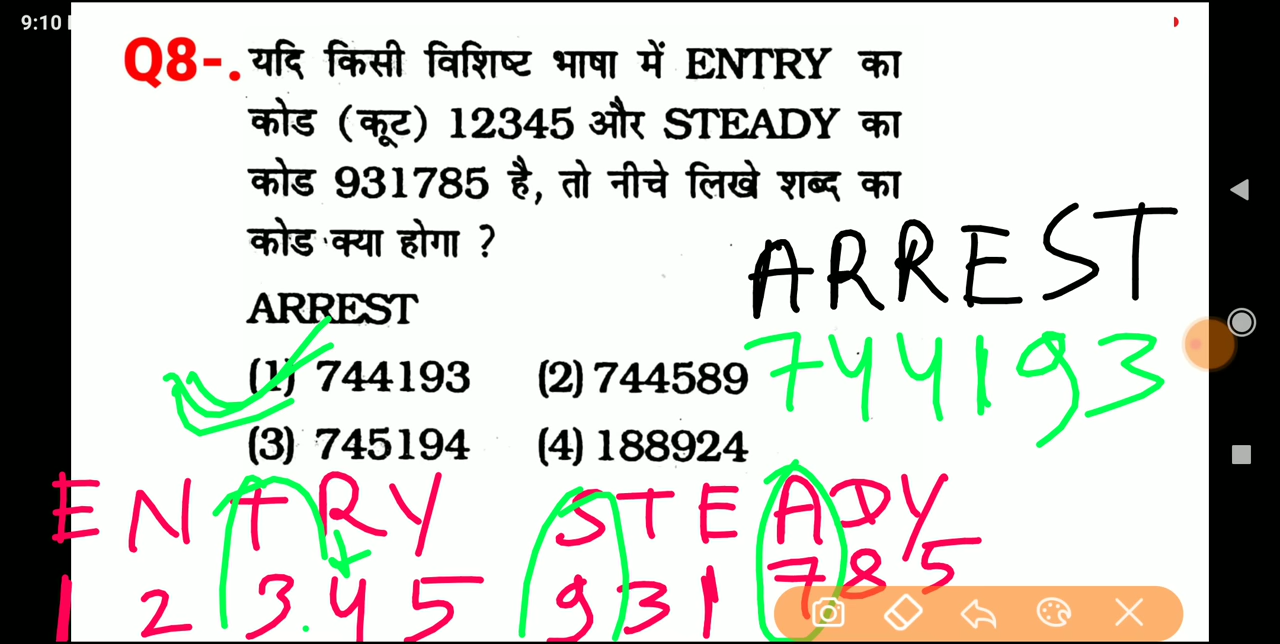 9:10
Q8-. यदि किसी विशिष्ट भाषा में ENTRY का
कोड (कूट) 12345 और STEADY का
कोड 931785 है, तो नीचे लिखे शब्द का
कोड क्या होगा ?
ARREST
ARREST
744193
(1) 744193 (2) 744589
(3) 745194 (4) 188924
ENTRY STEADY
12345 931785